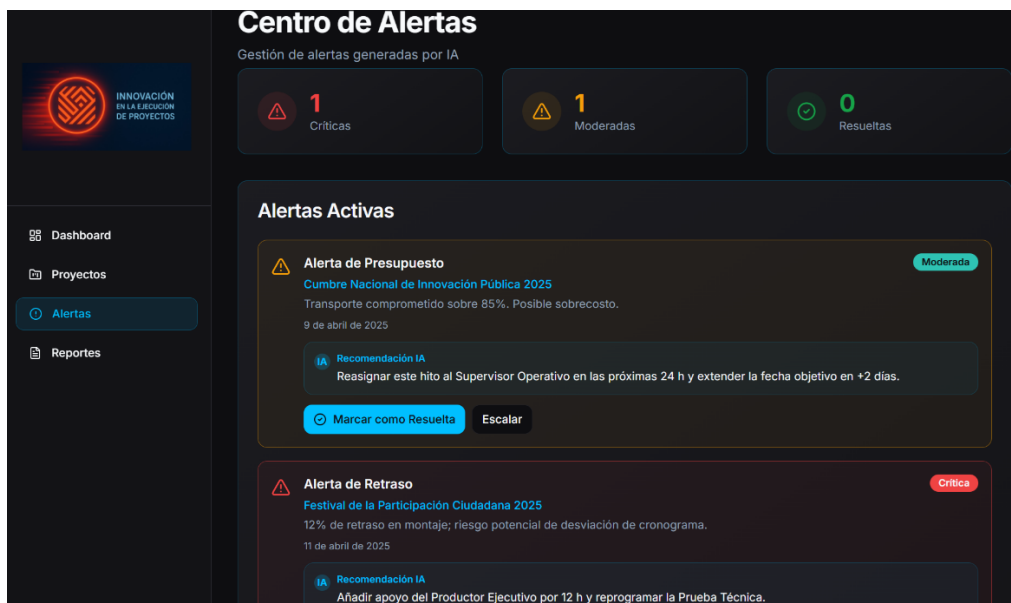 Centro de Alertas
Gestión de alertas generadas por IA
INNOVACIÓN
EN LA EJECUCIÓN
DE PROYECTOS
1
Críticas
1
Moderadas
0
Resueltas
Dashboard
Proyectos
Alertas
Reportes
Alertas Activas
Alerta de Presupuesto
Moderada
Cumbre Nacional de Innovación Pública 2025
Transporte comprometido sobre 85%. Posible sobrecosto.
9 de abril de 2025
IA Recomendación IA
Reasignar este hito al Supervisor Operativo en las próximas 24 h y extender la fecha objetivo en +2 días.
Marcar como Resuelta
Escalar
Alerta de Retraso
Crítica
Festival de la Participación Ciudadana 2025
12% de retraso en montaje; riesgo potencial de desviación de cronograma.
11 de abril de 2025
IA Recomendación IA
Añadir apoyo del Productor Ejecutivo por 12 h y reprogramar la Prueba Técnica.